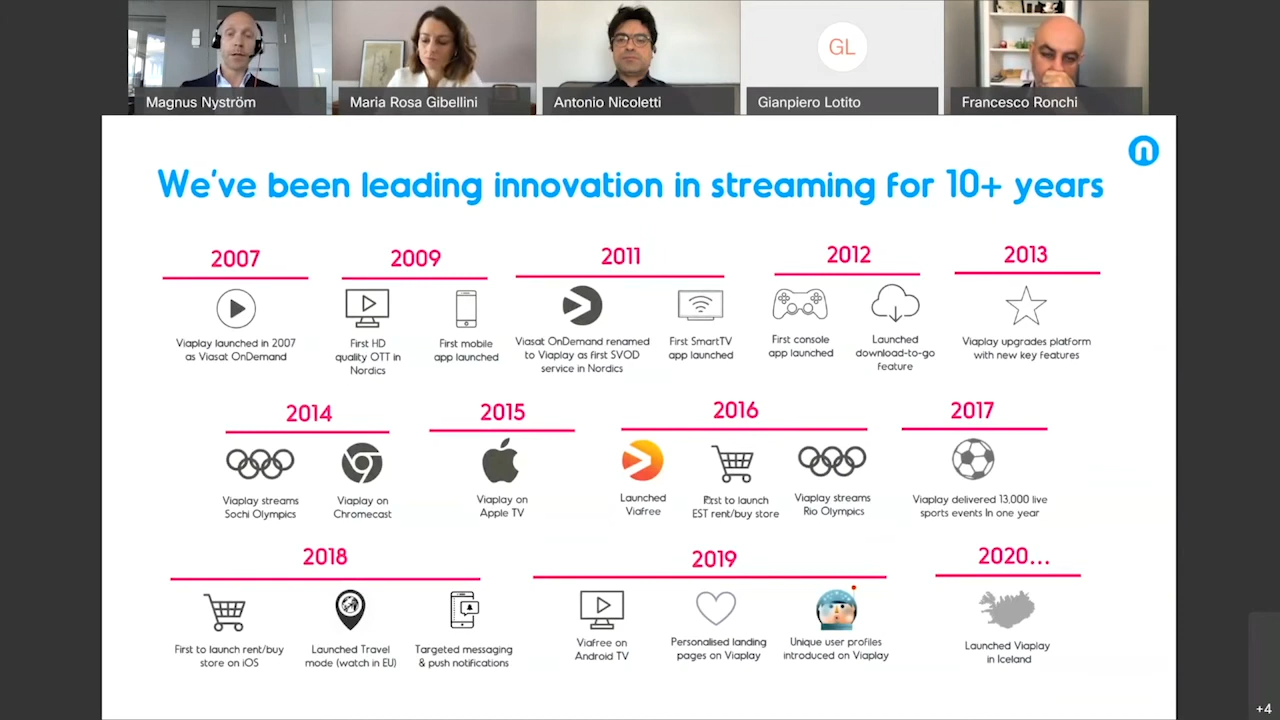 Magnus Nyström
Maria Rosa Gibellini
Antonio Nicoletti
GL
Gianpiero Lotito
Francesco Ronchi
We've been leading innovation in streaming for 10+ years
2007
Viaplay launched in 2007
as Viasat OnDemand
2009
First HD
quality OTT in
Nordics
First mobile
app launched
2011
Viasat OnDemand renamed
to Viaplay as first SVOD
service in Nordics
First SmartTV
app launched
2012
First console
app launched
Launched
download-to-go
feature
2013
Viaplay upgrades platform
with new key features
2014
Viaplay streams
Sochi Olympics
Viaplay on
Chromecast
2015
Viaplay on
Apple TV
2016
Launched
Viafree
First to launch
EST rent/buy store
Viaplay streams
Rio Olympics
2017
Viaplay delivered 13,000 live
sports events In one year
2018
First to launch rent/buy
store on iOS
Launched Travel
mode (watch in EU)
Targeted messaging
& push notifications
2019
Viafree on
Android TV
Personalised landing
pages on Viaplay
Unique user profiles
introduced on Viaplay
2020...
Launched Viaplay
in Iceland
+4